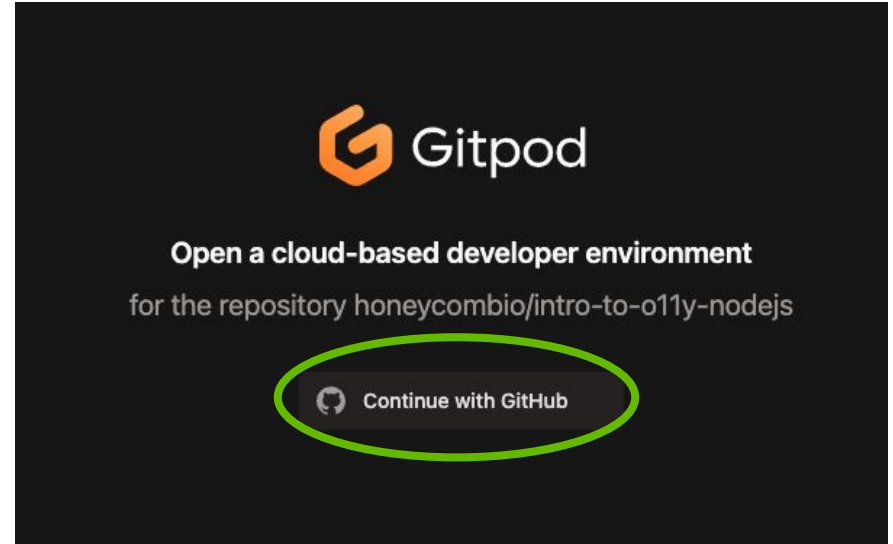 Gitpod
Open a cloud-based developer environment
for the repository honeycombio/intro-to-o11y-nodejs
Continue with GitHub